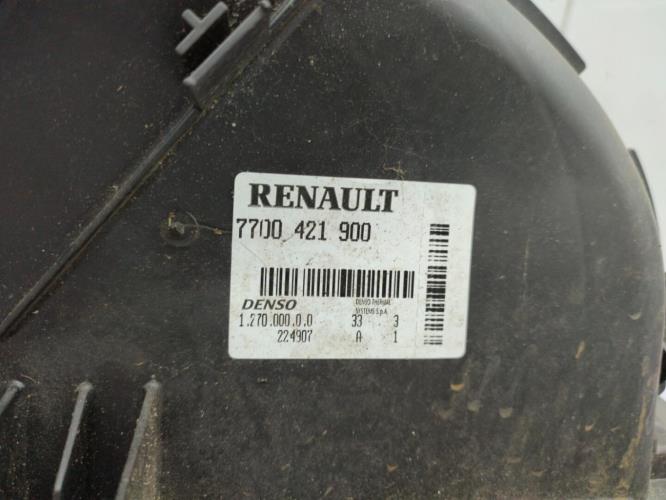 RENAULT
7700 421 900
DENSO
DENSO THERMAL
SYSTEMS S.p.A.
1.270.000.0.0 33 3
224907 A 1